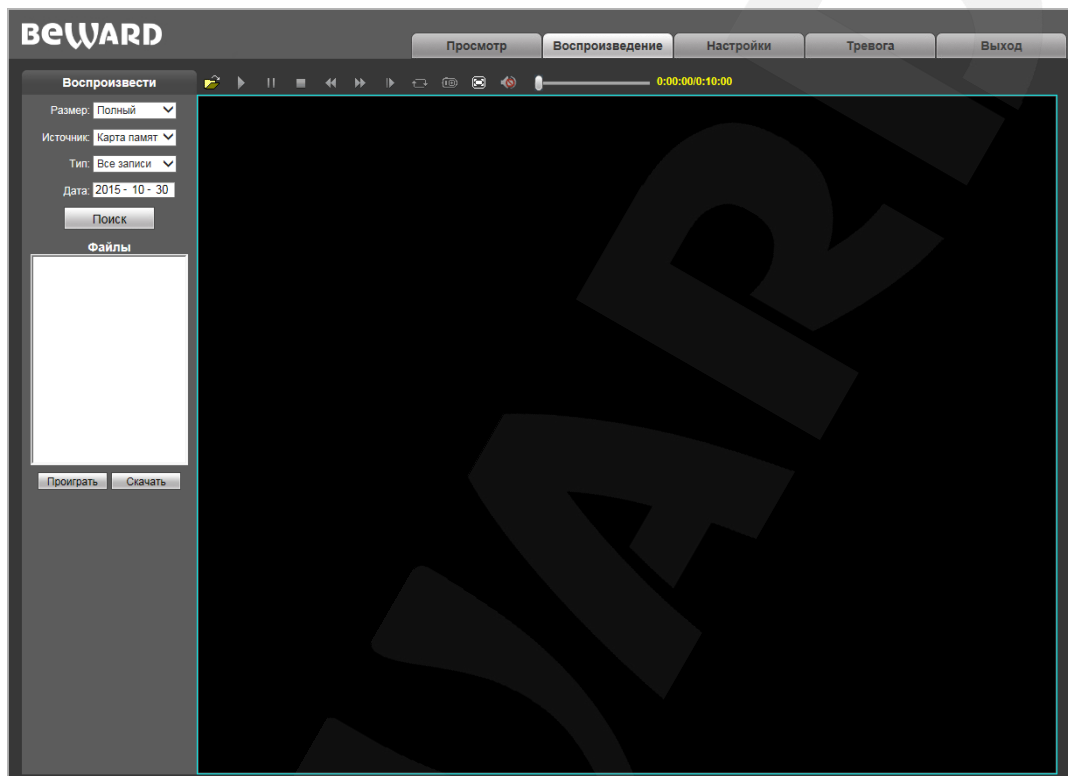 BEWARD
Просмотр Воспроизведение Настройки Тревога Выход
Воспроизвести 0:00:00/0:10:00
Размер: Полный
Источник: Карта памят
Тип: Все записи
Дата: 2015 - 10 - 30
Поиск
Файлы
Проиграть Скачать